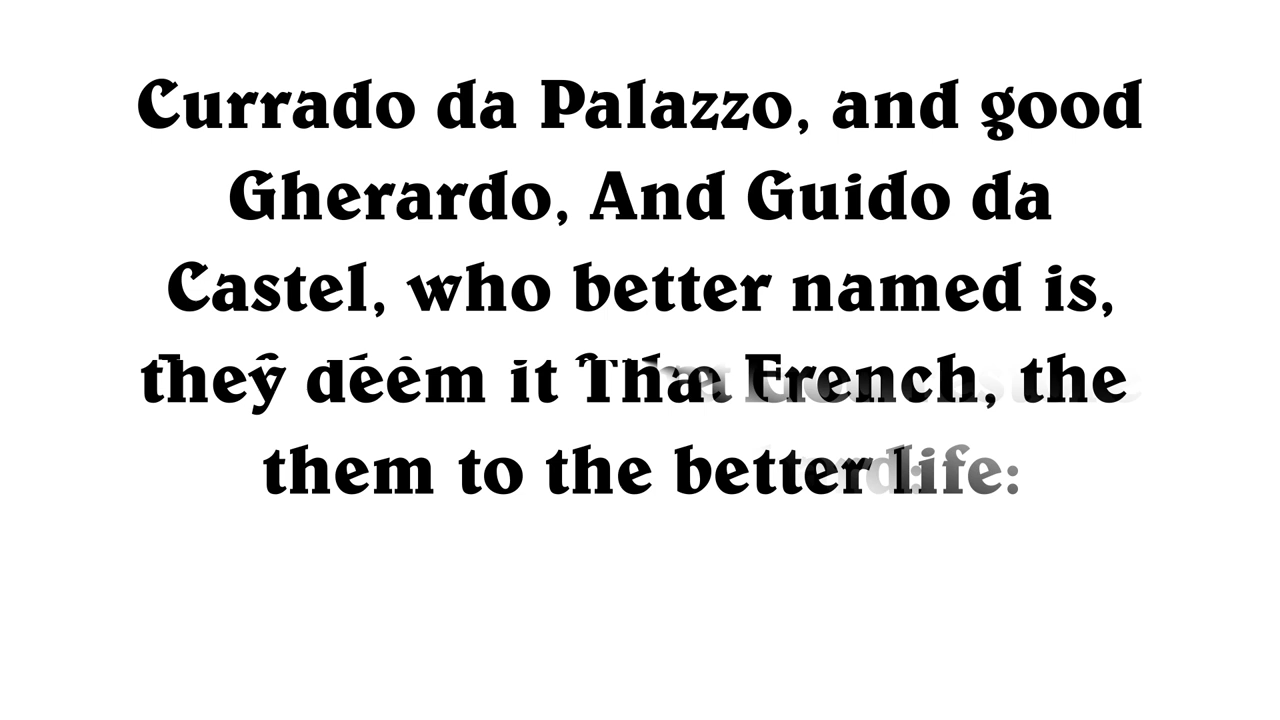 Currado da Palazzo, and good
Gherardo, And Guido da
Castel, who better named is,
they deem it French, the
them to the better life: